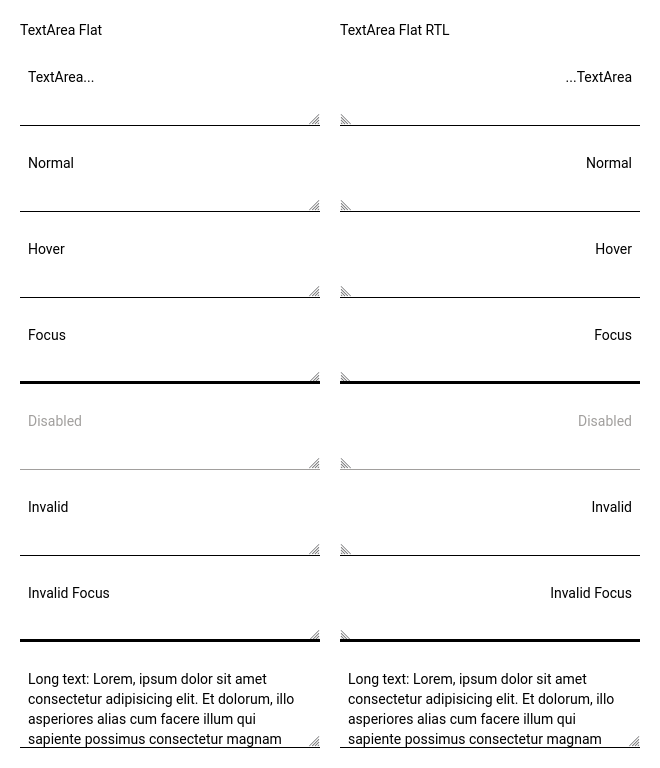 TextArea Flat
TextArea...
Normal
Hover
Focus
Disabled
Invalid
Invalid Focus
Long text: Lorem, ipsum dolor sit amet
consectetur adipisicing elit. Et dolorum, illo
asperiores alias cum facere illum qui
sapiente possimus consectetur magnam
TextArea Flat RTL
...TextArea
Normal
Hover
Focus
Disabled
Invalid
Invalid Focus
Long text: Lorem, ipsum dolor sit amet
consectetur adipisicing elit. Et dolorum, illo
asperiores alias cum facere illum qui
sapiente possimus consectetur magnam